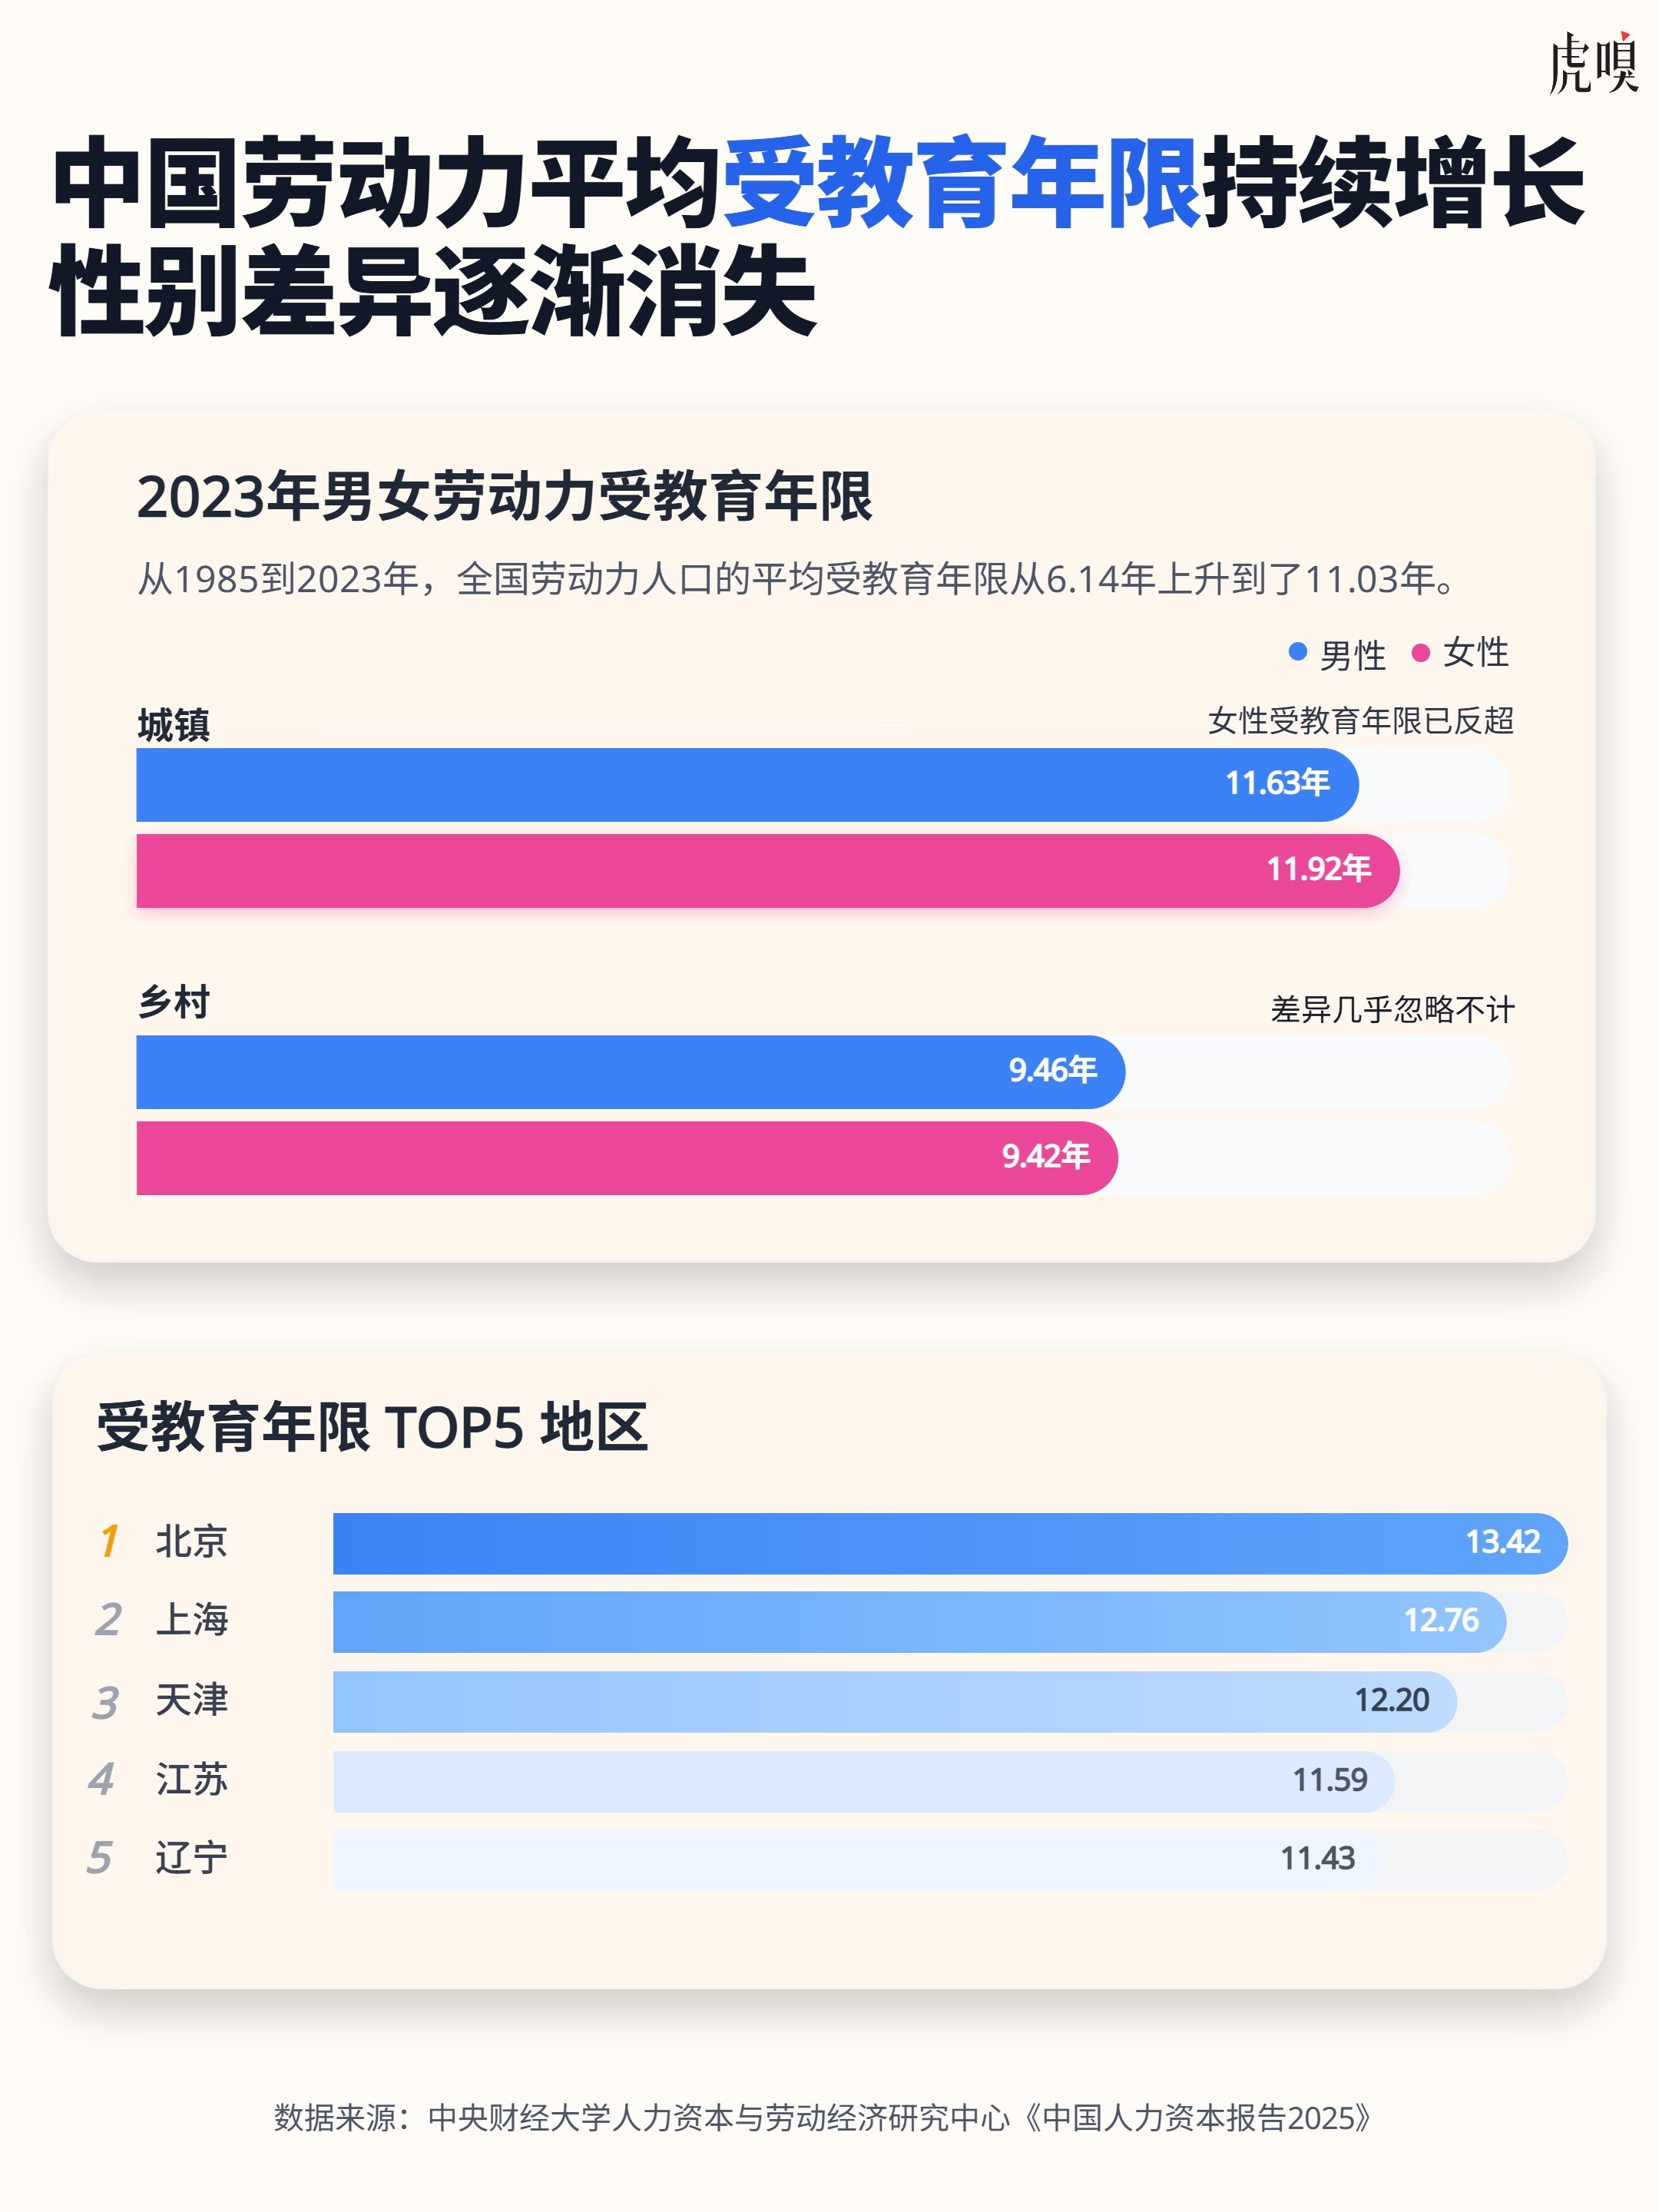 虎嗅
中国劳动力平均受教育年限持续增长
性别差异逐渐消失
2023年男女劳动力受教育年限
从1985到2023年，全国劳动力人口的平均受教育年限从6.14年上升到了11.03年。
男性 女性
城镇 女性受教育年限已反超
11.63年
11.92年
乡村 差异几乎忽略不计
9.46年
9.42年
受教育年限 TOP5 地区
1 北京 13.42
2 上海 12.76
3 天津 12.20
4 江苏 11.59
5 辽宁 11.43
数据来源：中央财经大学人力资本与劳动经济研究中心《中国人力资本报告2025》